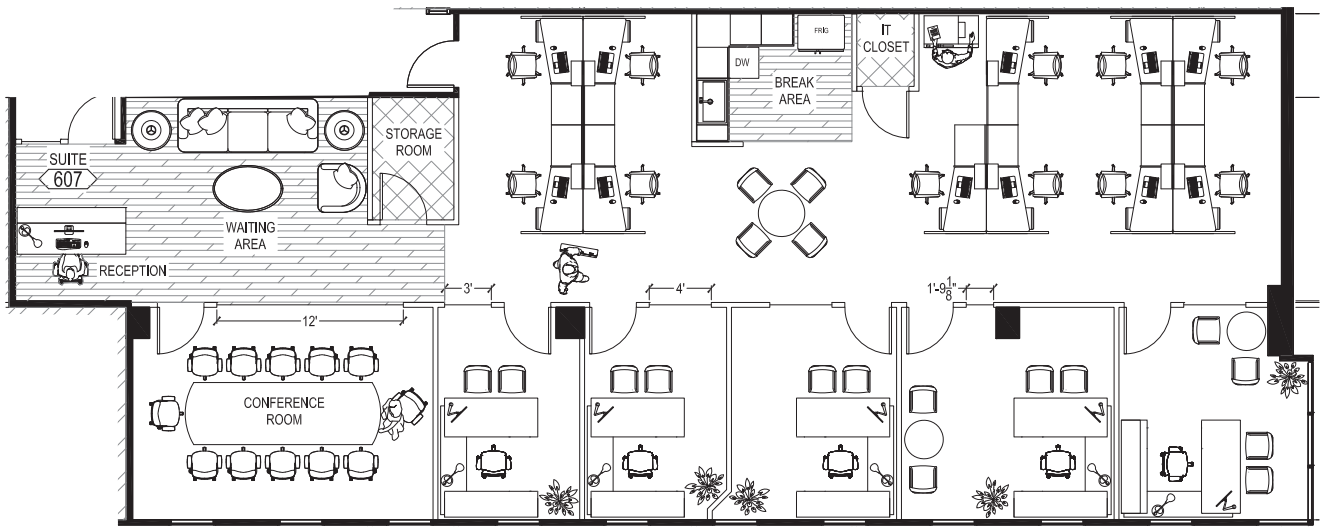 FRIG
IT
CLOSET
DW
BREAK
AREA
STORAGE
ROOM
SUITE
607
WAITING
AREA
RECEPTION
3'
4'
1'-9 1/8"
12'
CONFERENCE
ROOM